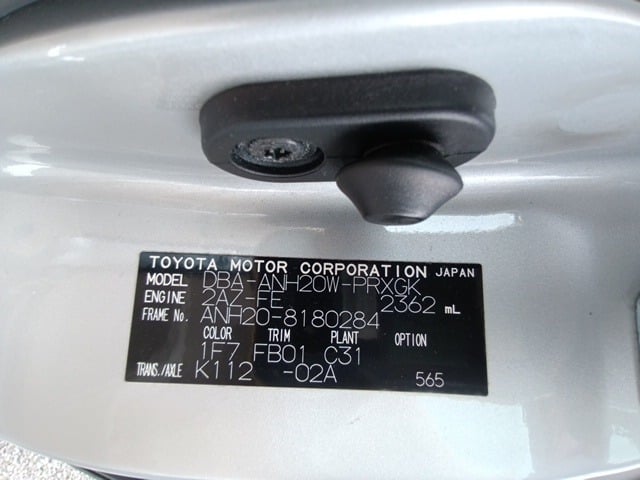 TOYOTA MOTOR CORPORATION JAPAN
MODEL DBA-ANH20W-PRXGK
ENGINE 2AZ-FE 2362 mL
FRAME No. ANH20-8180284
COLOR TRIM PLANT OPTION
1F7 FB01 C31
TRANS./AXLE K112 -02A 565